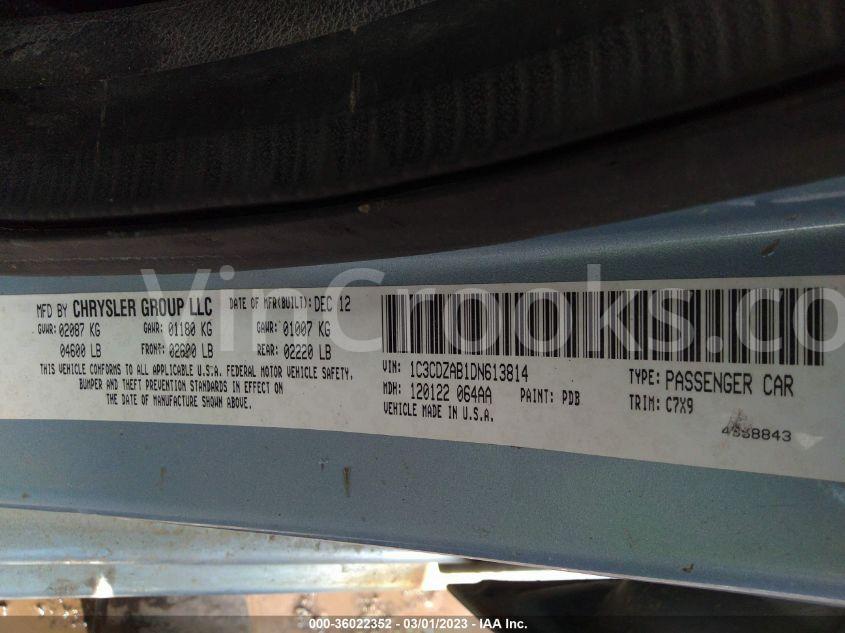 VinCrooks.com
MFD BY CHRYSLER GROUP LLC DATE OF MFR(BUILT): DEC 12
GVWR: 02087 KG GAWR: 01180 KG GAWR: 01007 KG
04600 LB FRONT: 02600 LB REAR: 02220 LB
THIS VEHICLE CONFORMS TO ALL APPLICABLE U.S.A. FEDERAL MOTOR VEHICLE SAFETY,
BUMPER AND THEFT PREVENTION STANDARDS IN EFFECT ON
THE DATE OF MANUFACTURE SHOWN ABOVE.
VIN: 1C3CDZAB1DN613814 TYPE: PASSENGER CAR
MDH: 120122 064AA PAINT: PDB TRIM: C7X9
VEHICLE MADE IN U.S.A.
000-36022352 - 03/01/2023 - IAA Inc.